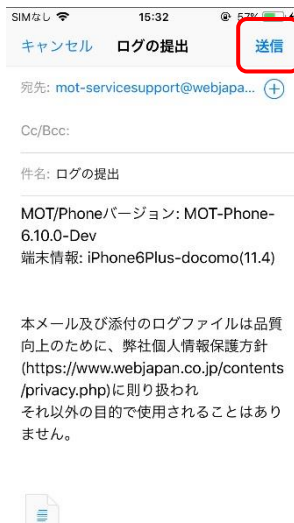 SIMなし 15:32 57%
キャンセル ログの提出 送信
宛先: mot-servicesupport@webjapa...
Cc/Bcc:
件名: ログの提出
MOT/Phoneバージョン: MOT-Phone-
6.10.0-Dev
端末情報: iPhone6Plus-docomo(11.4)
本メール及び添付のログファイルは品質
向上のために、弊社個人情報保護方針
(https://www.webjapan.co.jp/contents
/privacy.php)に則り扱われ
それ以外の目的で使用されることはあり
ません。